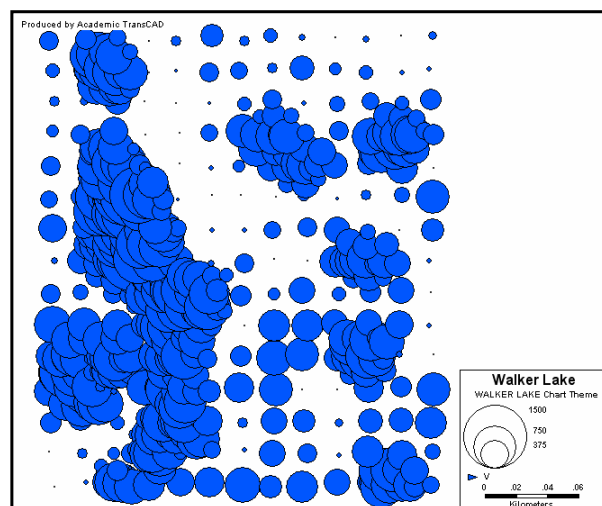 Produced by Academic TransCAD
Walker Lake
WALKER LAKE Chart Theme
1500
750
375
V
0 .02 .04 .06
Kilometers